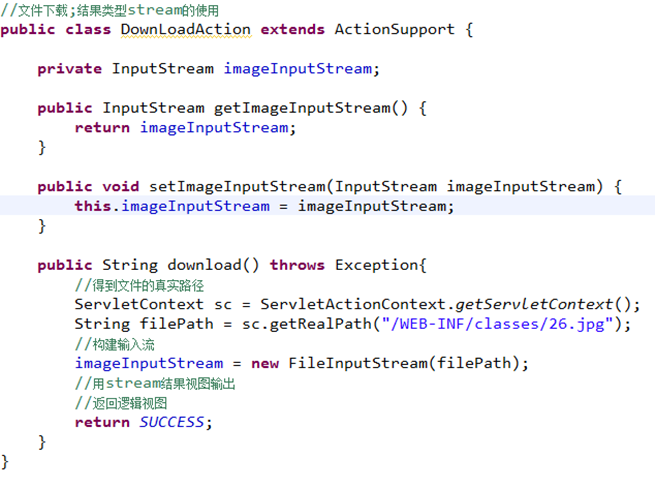 //文件下载;结果类型stream的使用
public class DownLoadAction extends ActionSupport {
private InputStream imageInputStream;
public InputStream getImageInputStream() {
return imageInputStream;
}
public void setImageInputStream(InputStream imageInputStream) {
this.imageInputStream = imageInputStream;
}
public String download() throws Exception{
//得到文件的真实路径
ServletContext sc = ServletActionContext.getServletContext();
String filePath = sc.getRealPath("/WEB-INF/classes/26.jpg");
//构建输入流
imageInputStream = new FileInputStream(filePath);
//用stream结果视图输出
//返回逻辑视图
return SUCCESS;
}
}